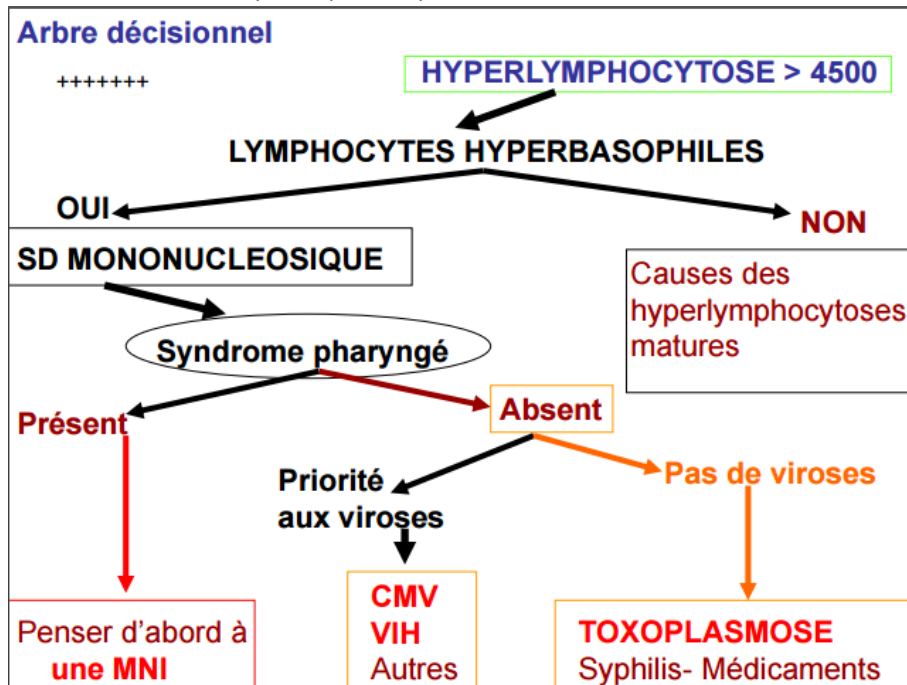 Arbre décisionnel
+++++++
HYPERLYMPHOCYTOSE > 4500
LYMPHOCYTES HYPERBASOPHILES
OUI
NON
SD MONONUCLEOSIQUE
Causes des
hyperlymphocytoses
matures
Syndrome pharyngé
Présent
Absent
Priorité
aux viroses
Pas de viroses
Penser d'abord à
une MNI
CMV
VIH
Autres
TOXOPLASMOSE
Syphilis- Médicaments